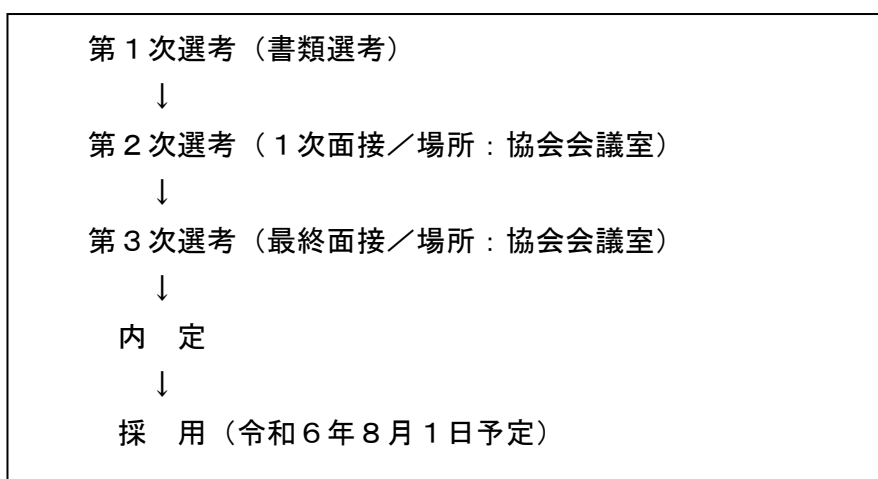 第１次選考（書類選考）
↓
第２次選考（１次面接／場所：協会会議室）
↓
第３次選考（最終面接／場所：協会会議室）
↓
内　定
↓
採　用（令和６年８月１日予定）